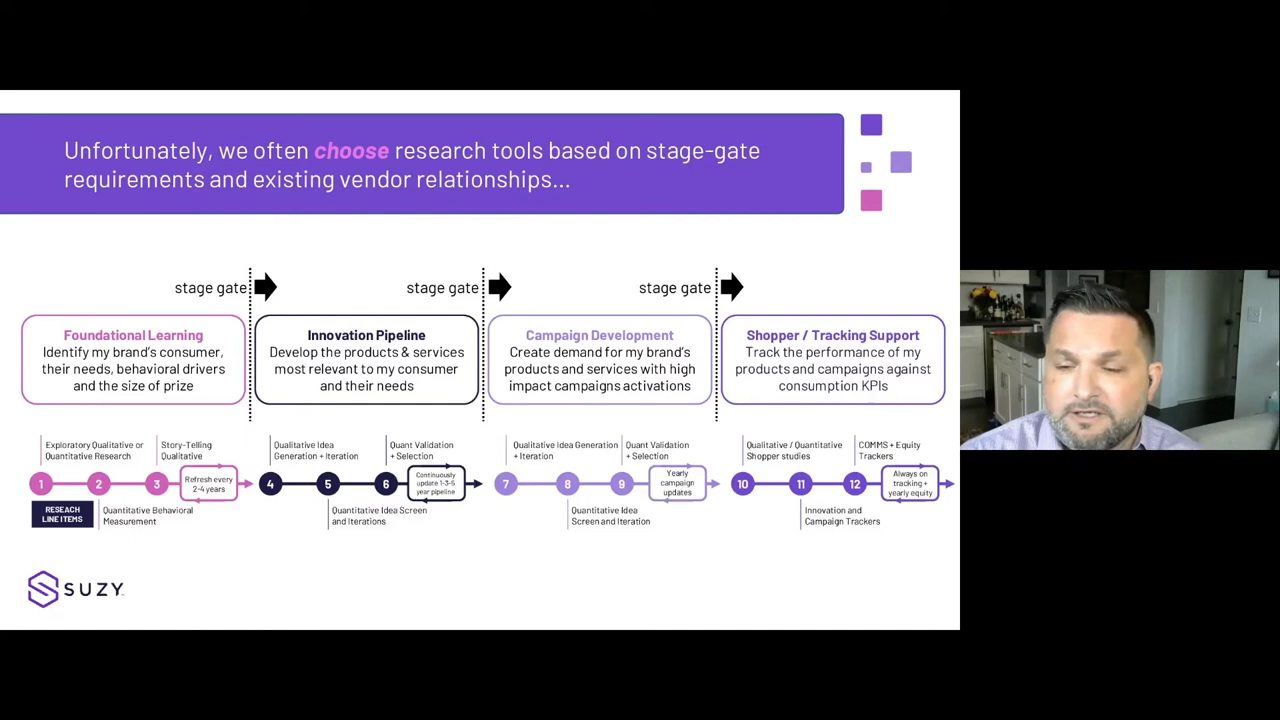 Unfortunately, we often choose research tools based on stage-gate
requirements and existing vendor relationships...
stage gate
stage gate
stage gate
Foundational Learning
Identify my brand's consumer,
their needs, behavioral drivers
and the size of prize
Innovation Pipeline
Develop the products & services
most relevant to my consumer
and their needs
Campaign Development
Create demand for my brand's
products and services with high
impact campaigns activations
Shopper / Tracking Support
Track the performance of my
products and campaigns against
consumption KPIs
Exploratory Qualitative or
Quantitative Research
Story-Telling
Qualitative
1
2
3
Refresh every
2-4 years
RESEACH
LINE ITEMS
Quantitative Behavioral
Measurement
Qualitative Idea
Generation + Iteration
Quant Validation
+ Selection
4
5
6
Continuously
update 1-3-5
year pipeline
Quantitative Idea Screen
and Iterations
Qualitative Idea Generation
+ Iteration
Quant Validation
+ Selection
7
8
9
Yearly
campaign
updates
Quantitative Idea
Screen and Iteration
Qualitative / Quantitative
Shopper studies
COMMS + Equity
Trackers
10
11
12
Always on
tracking +
yearly equity
Innovation and
Campaign Trackers
SUZY